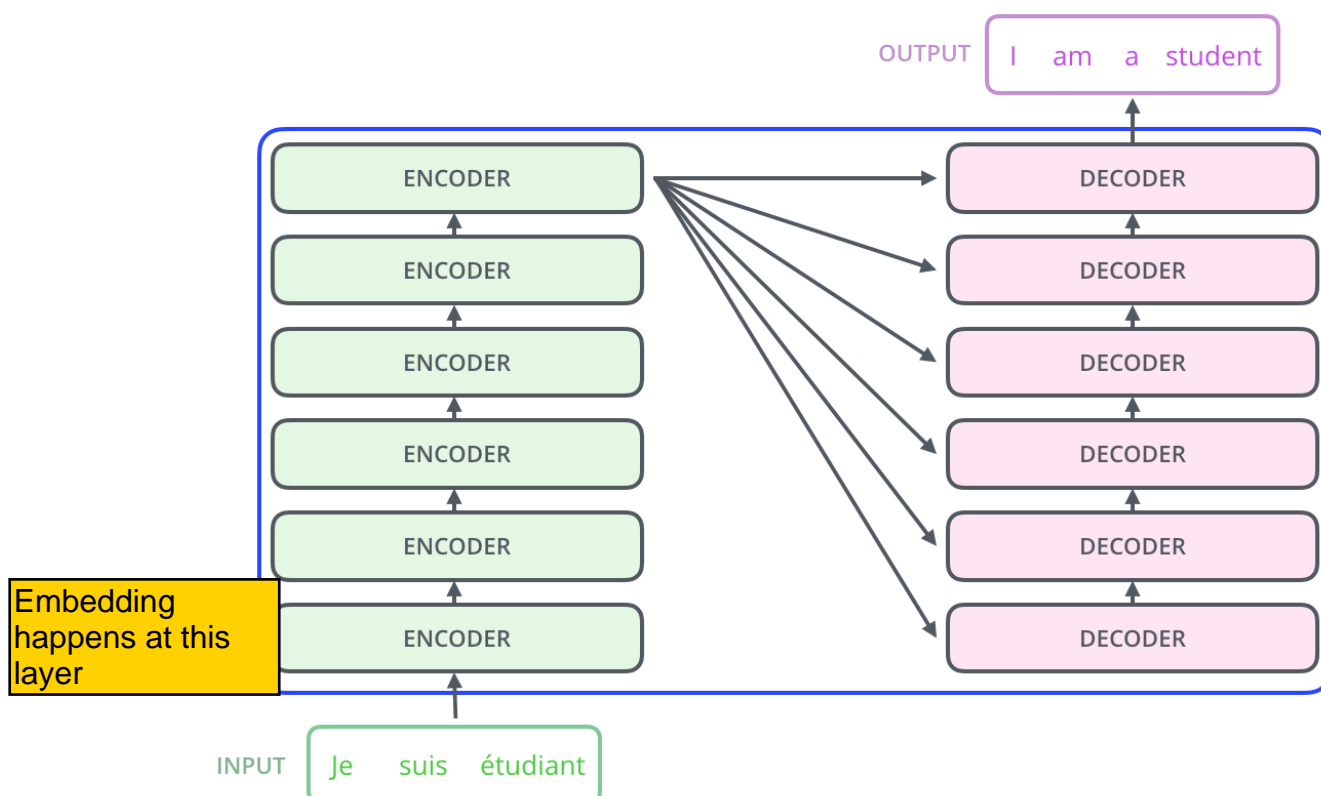 OUTPUT I am a student
ENCODER DECODER
ENCODER DECODER
ENCODER DECODER
ENCODER DECODER
ENCODER DECODER
Embedding
happens at this
layer
ENCODER DECODER
INPUT Je suis étudiant